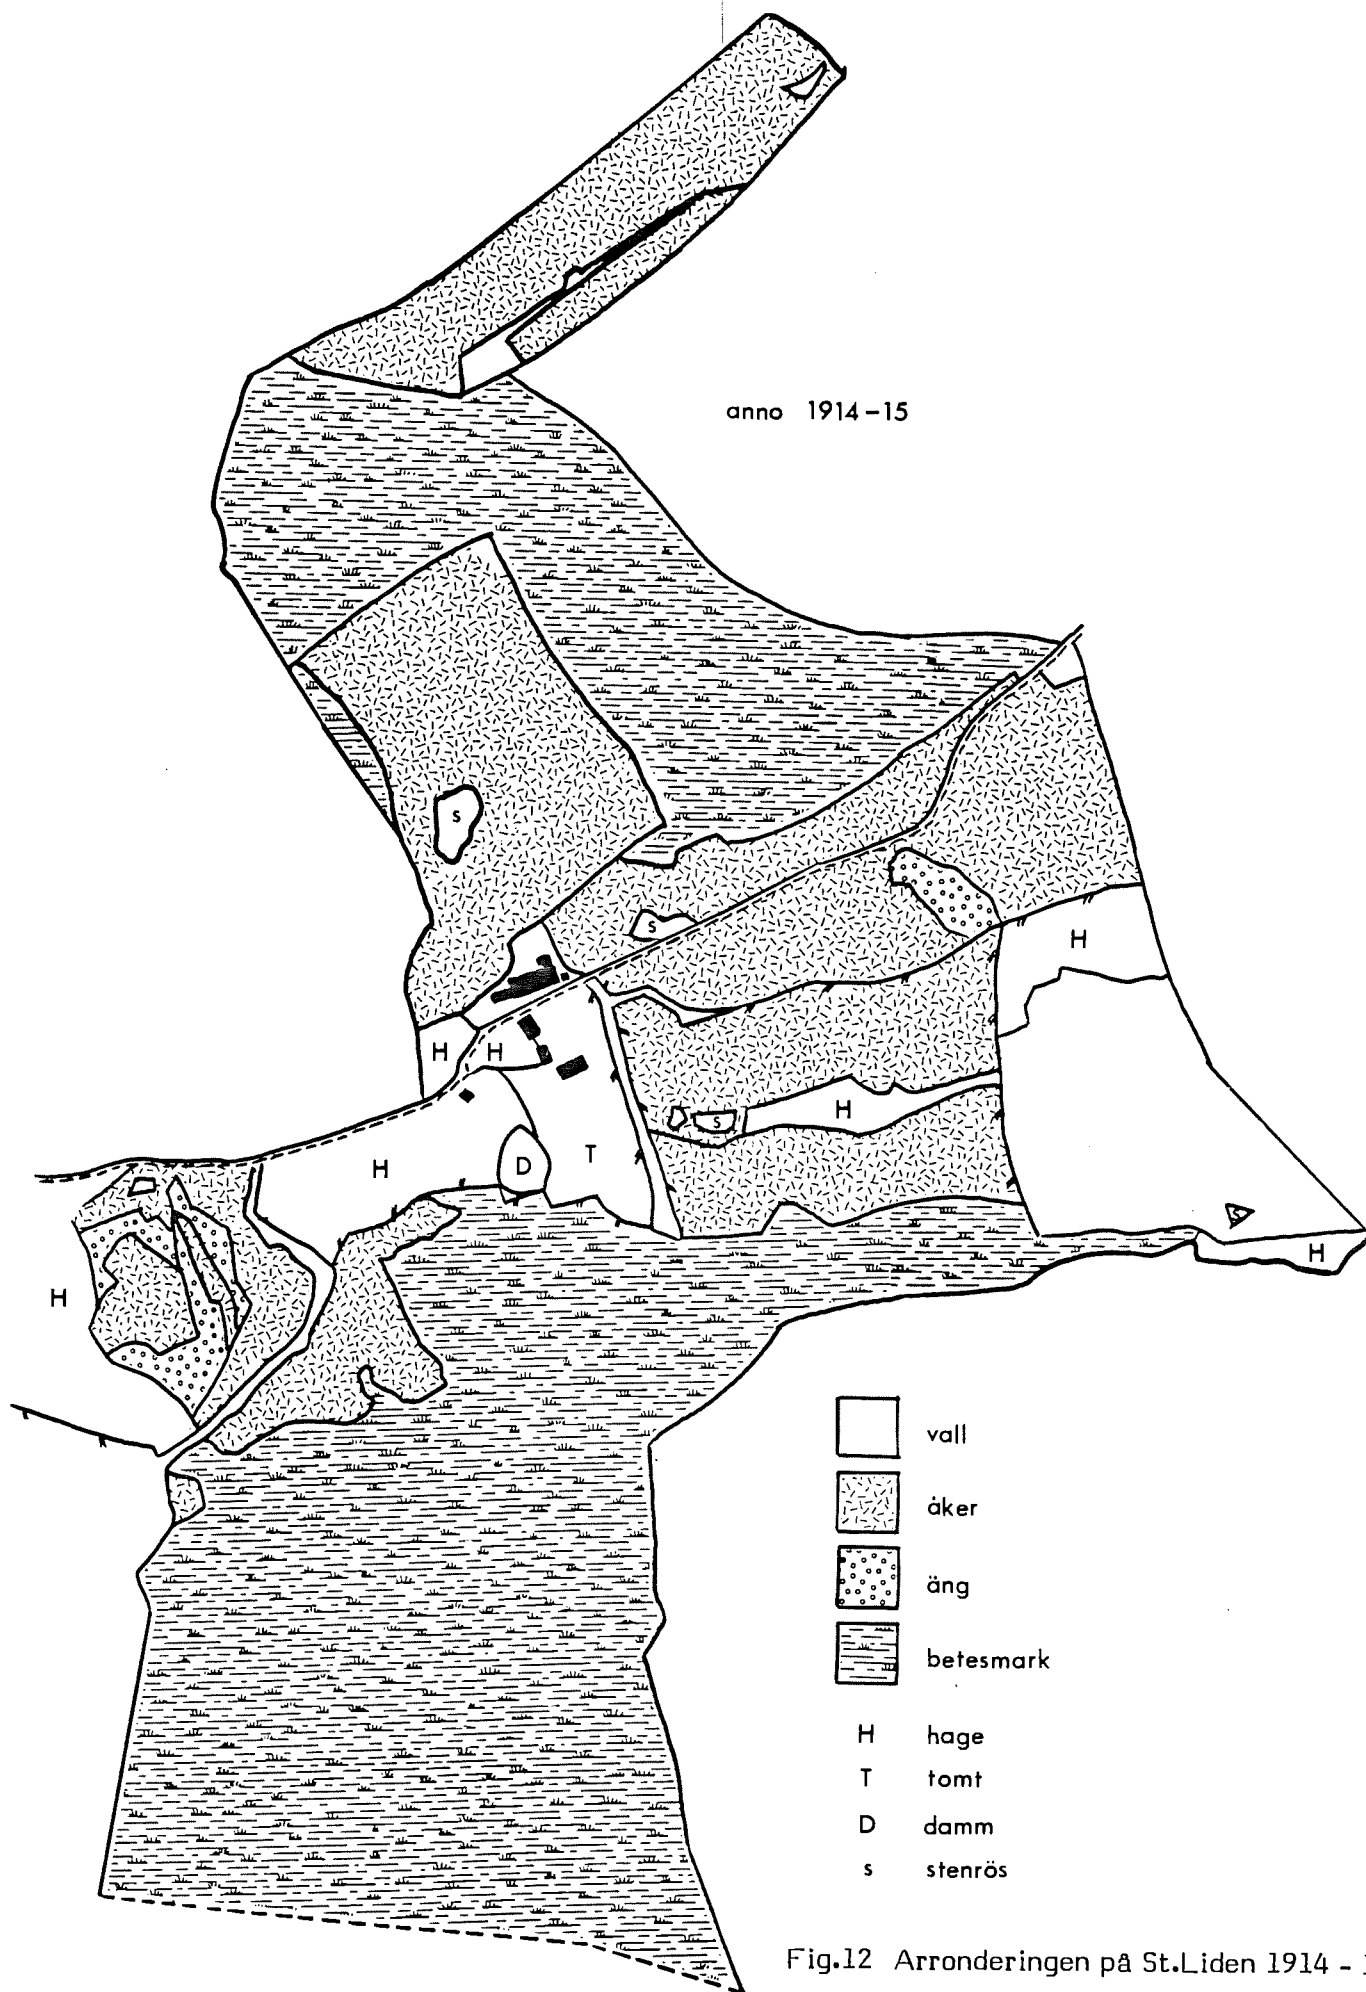 anno 1914-15
s
s
H
H
H
H
s
H
D
T
H
s
H
H
vall
åker
äng
betesmark
H hage
T tomt
D damm
s stenrös
Fig.12 Arronderingen på St.Liden 1914 -